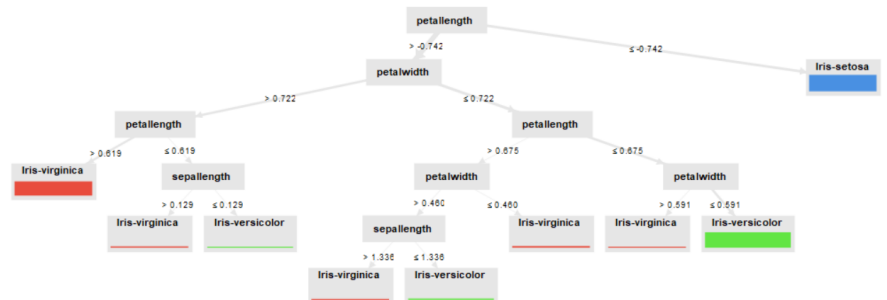 petallength
> -0.742
≤ -0.742
petalwidth
Iris-setosa
> 0.722
≤ 0.722
petallength
petallength
> 0.619
≤ 0.619
> 0.675
≤ 0.675
Iris-virginica
sepallength
petalwidth
petalwidth
> 0.129
≤ 0.129
> 0.460
≤ 0.460
> 0.591
≤ 0.591
Iris-virginica
Iris-versicolor
sepallength
Iris-virginica
Iris-virginica
Iris-versicolor
> 1.336
≤ 1.336
Iris-virginica
Iris-versicolor